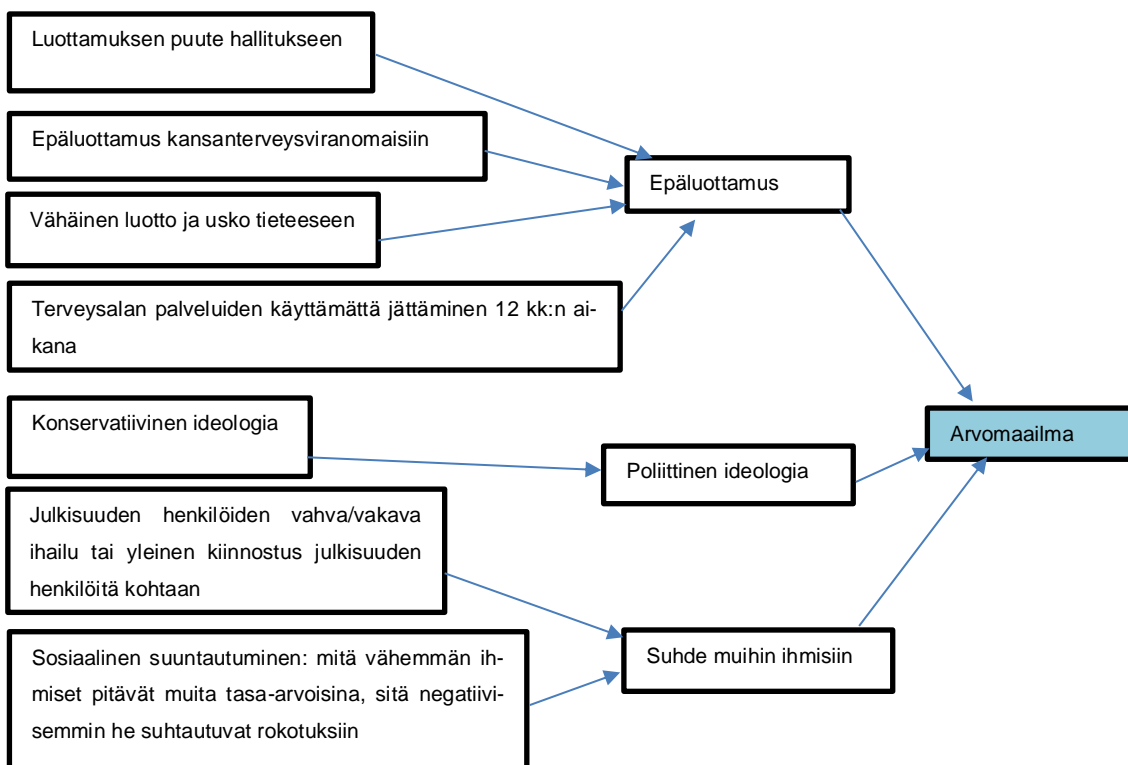 Luottamuksen puute hallitukseen
Epäluottamus kansanterveysviranomaisiin
Vähäinen luotto ja usko tieteeseen
Terveysalan palveluiden käyttämättä jättäminen 12 kk:n ai-
kana
Konservatiivinen ideologia
Julkisuuden henkilöiden vahva/vakava
ihailu tai yleinen kiinnostus julkisuuden
henkilöitä kohtaan
Sosiaalinen suuntautuminen: mitä vähemmän ih-
miset pitävät muita tasa-arvoisina, sitä negatiivi-
semmin he suhtautuvat rokotuksiin
Epäluottamus
Poliittinen ideologia
Suhde muihin ihmisiin
Arvomaailma